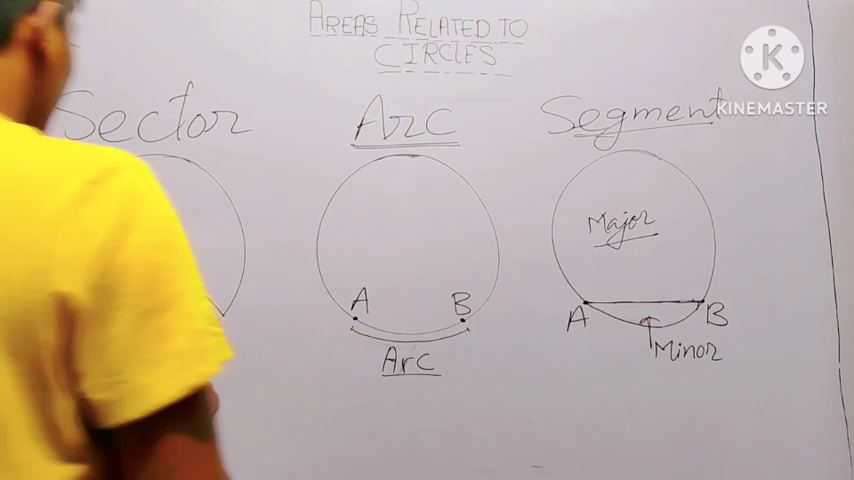 AREAS RELATED TO
CIRCLES
Sector
Arc
Segment
KINEMASTER
Major
A
B
Arc
A
B
Minor